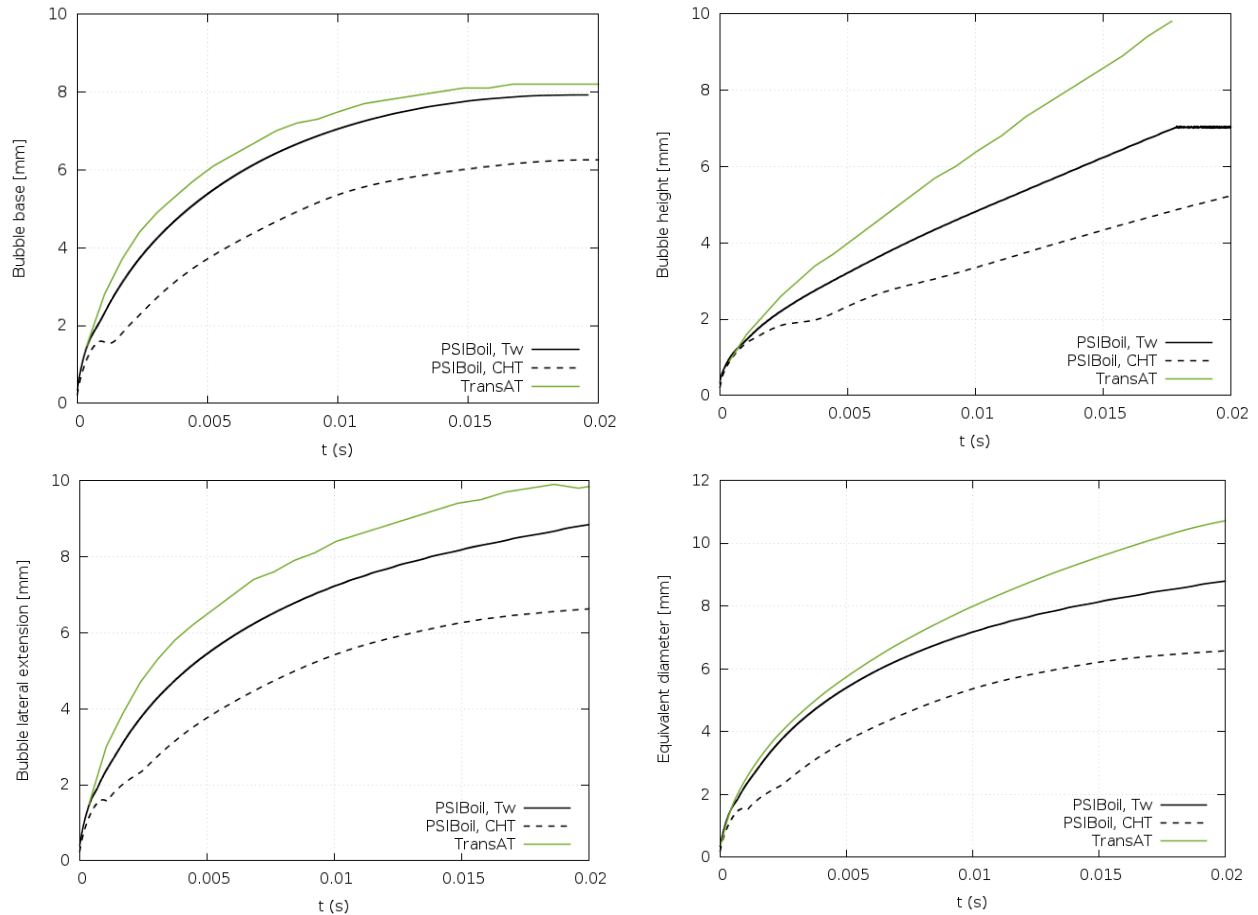 10
8
6
4
2
0
Bubble base [mm]
PSIBoil, Tw
PSIBoil, CHT
TransAT
0
0.005
0.01
0.015
0.02
t (s)
10
8
6
4
2
0
Bubble height [mm]
PSIBoil, Tw
PSIBoil, CHT
TransAT
0
0.005
0.01
0.015
0.02
t (s)
10
8
6
4
2
0
Bubble lateral extension [mm]
PSIBoil, Tw
PSIBoil, CHT
TransAT
0
0.005
0.01
0.015
0.02
t (s)
12
10
8
6
4
2
0
Equivalent diameter [mm]
PSIBoil, Tw
PSIBoil, CHT
TransAT
0
0.005
0.01
0.015
0.02
t (s)